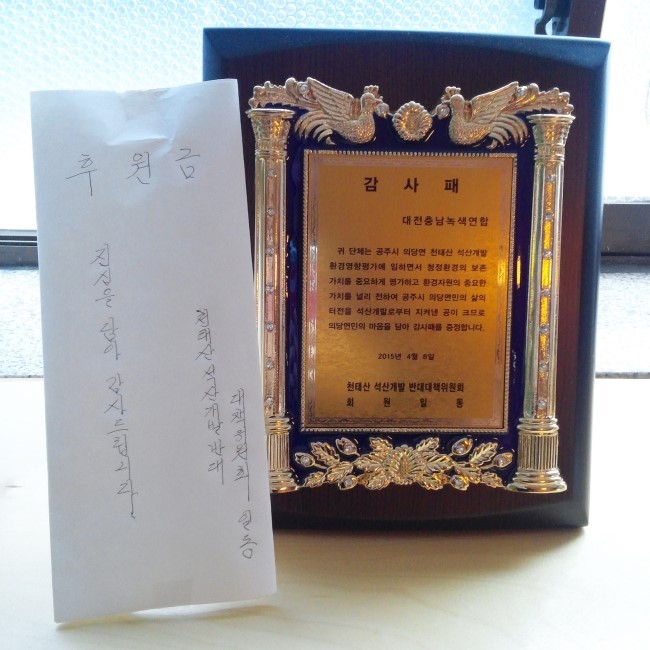 후 원 금
진심을 담아 감사드립니다.
천태산 석산개발 반대
대책위원회 일동
감 사 패
대전충남녹색연합
귀 단체는 공주시 의당면 천태산 석산개발
환경영향평가에 임하면서 청정환경의 보존
가치를 중요하게 평가하고 환경자원의 중요한
가치를 널리 전하여 공주시 의당면민의 삶의
터전을 석산개발로부터 지켜낸 공이 크므로
의당면민의 마음을 담아 감사패를 증정합니다.
2015년 4월 8일
천태산 석산개발 반대대책위원회
회 원 일 동